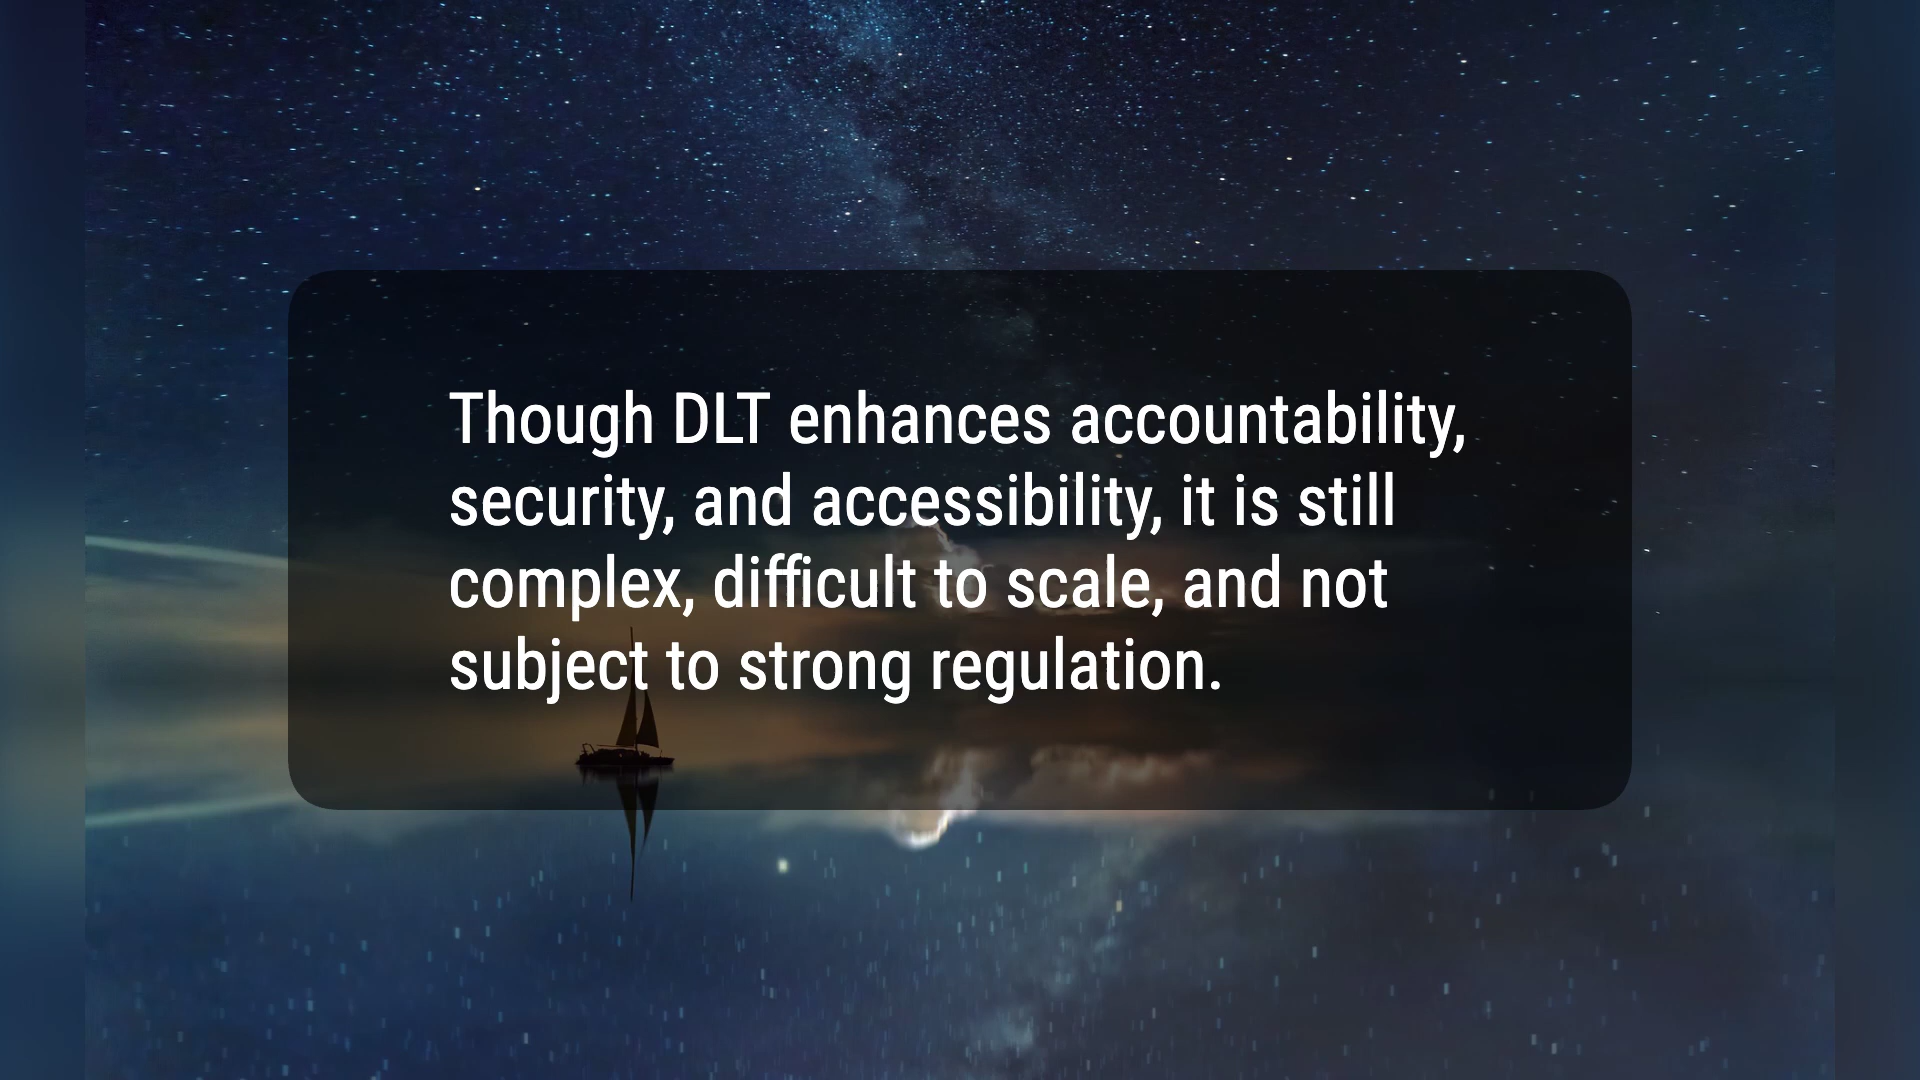 Though DLT enhances accountability,
security, and accessibility, it is still
complex, difficult to scale, and not
subject to strong regulation.